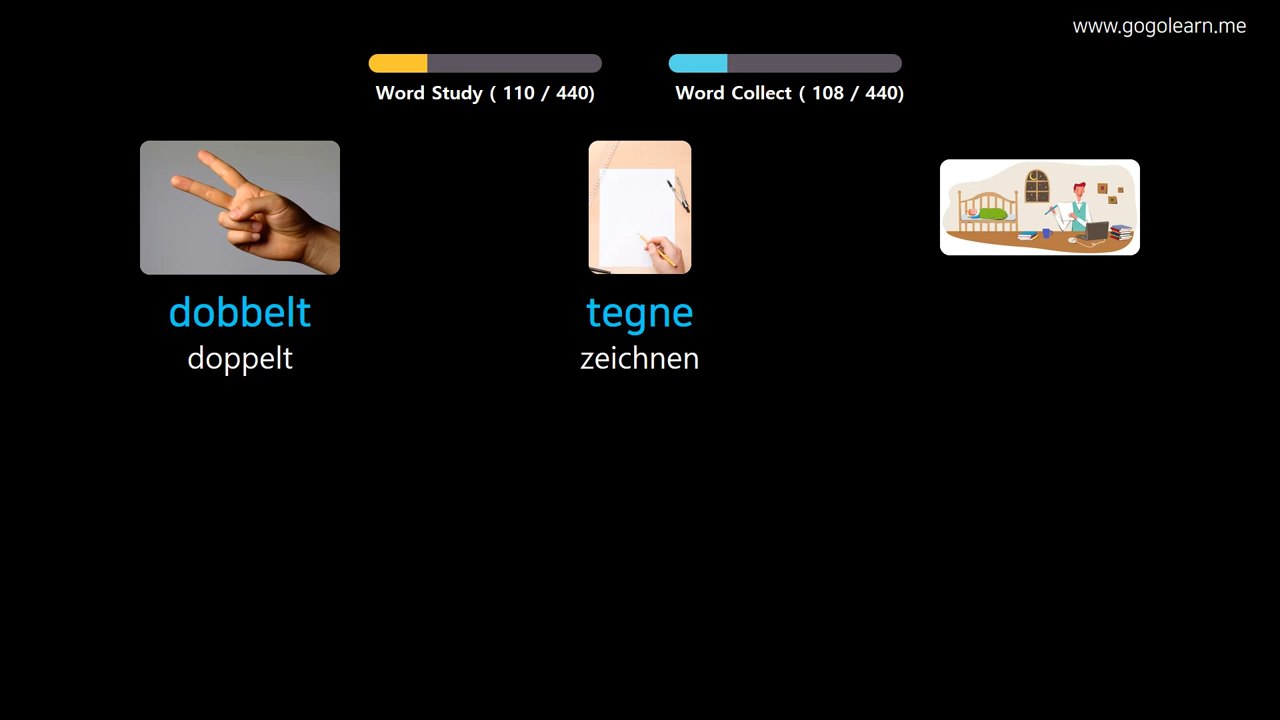 www.gogolearn.me
Word Study ( 110 / 440)
Word Collect ( 108 / 440)
dobbelt
doppelt
tegne
zeichnen